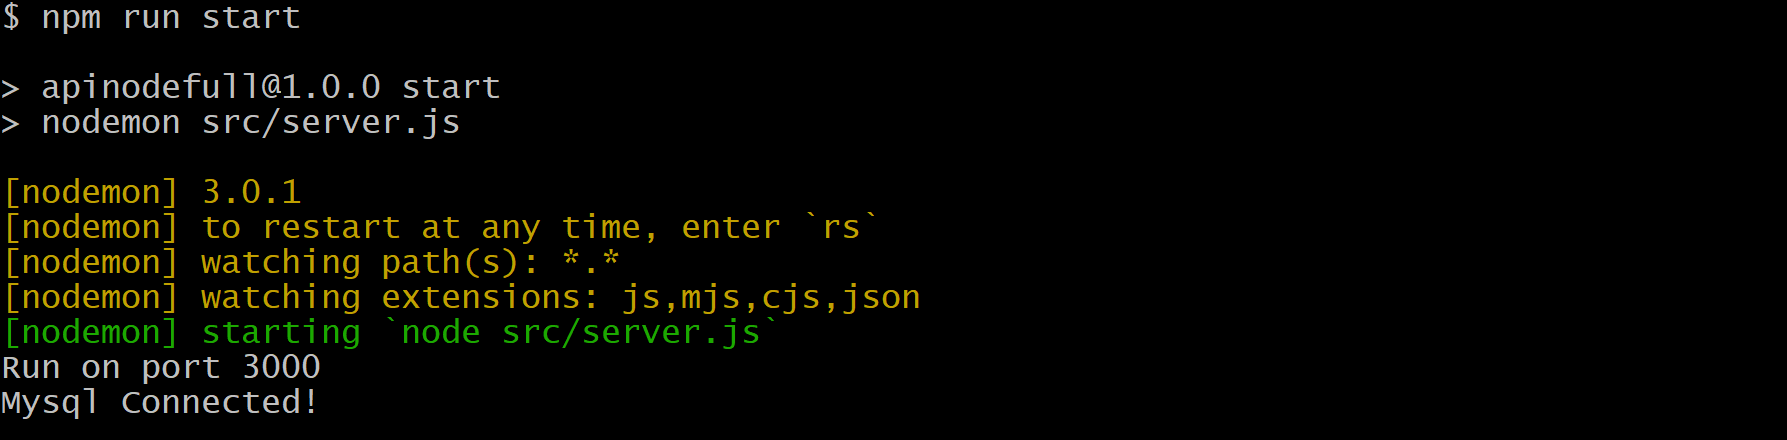 $ npm run start
> apinodefull@1.0.0 start
> nodemon src/server.js
[nodemon] 3.0.1
[nodemon] to restart at any time, enter `rs`
[nodemon] watching path(s): *.*
[nodemon] watching extensions: js,mjs,cjs,json
[nodemon] starting `node src/server.js`
Run on port 3000
Mysql Connected!